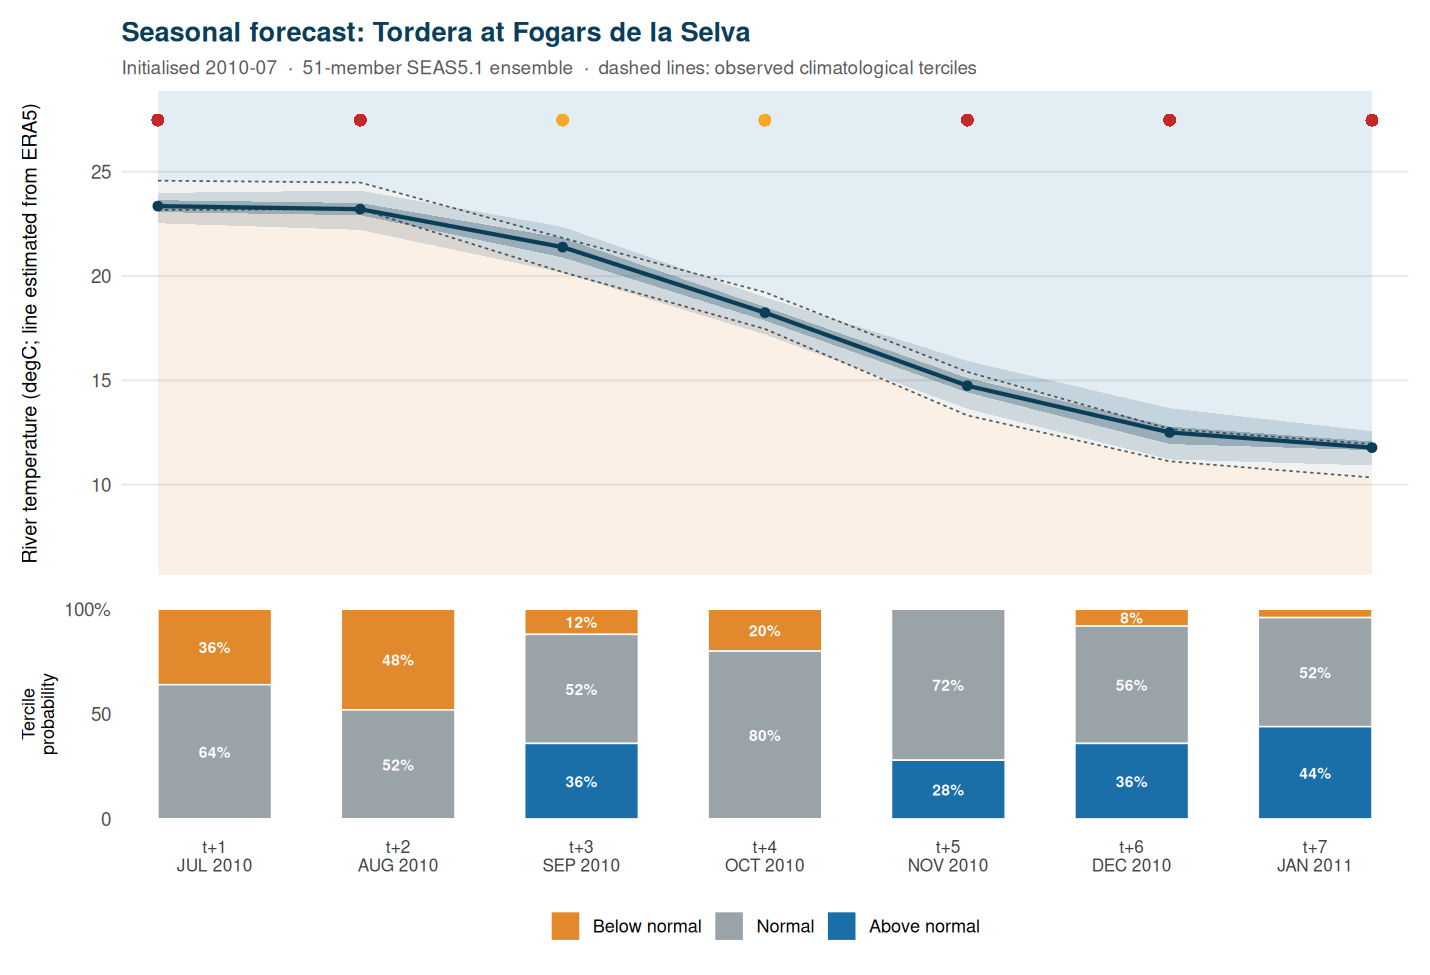 Seasonal forecast: Tordera at Fogars de la Selva
Initialised 2010-07 · 51-member SEAS5.1 ensemble · dashed lines: observed climatological terciles
River temperature (degC; line estimated from ERA5)
25
20
15
10
Tercile
probability
100%
50
0
36%
64%
48%
52%
12%
52%
36%
20%
80%
72%
28%
8%
56%
36%
52%
44%
t+1
JUL 2010
t+2
AUG 2010
t+3
SEP 2010
t+4
OCT 2010
t+5
NOV 2010
t+6
DEC 2010
t+7
JAN 2011
Below normal
Normal
Above normal